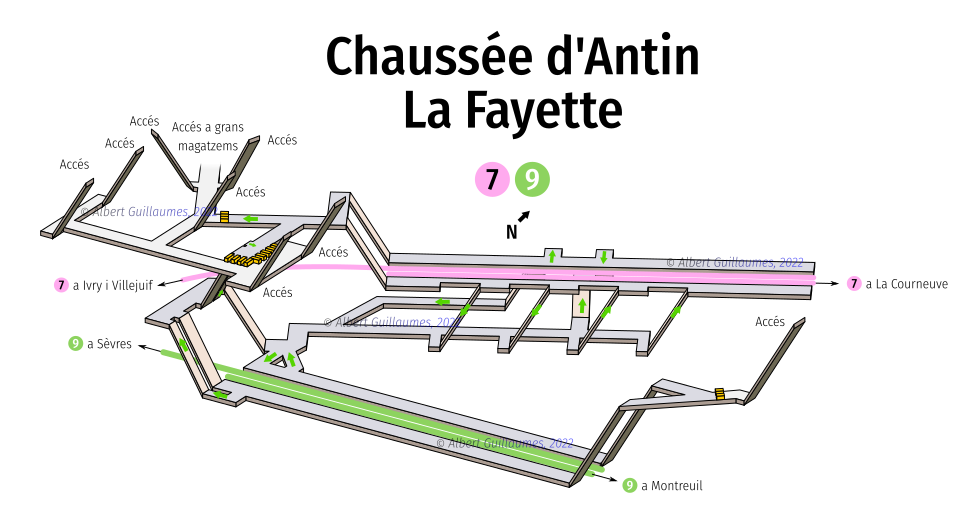 Chaussée d'Antin
La Fayette
7 9
N
Accés
Accés a grans
magatzems
Accés
Accés
Accés
Accés
© Albert Guillaumes, 2022
Accés
© Albert Guillaumes, 2022
7 a Ivry i Villejuif
Accés
7 a La Courneuve
© Albert Guillaumes, 2022
Accés
9 a Sèvres
© Albert Guillaumes, 2022
9 a Montreuil